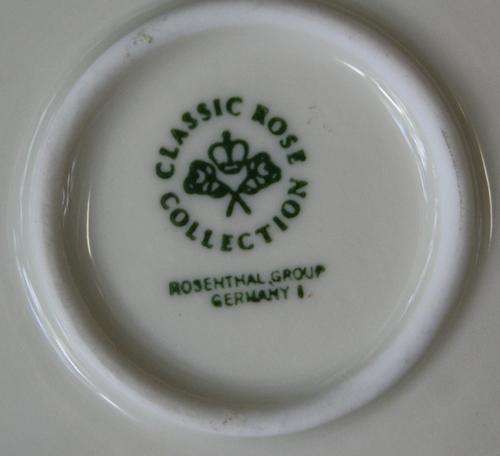 CLASSIC ROSE
COLLECTION
ROSENTHAL GROUP
GERMANY